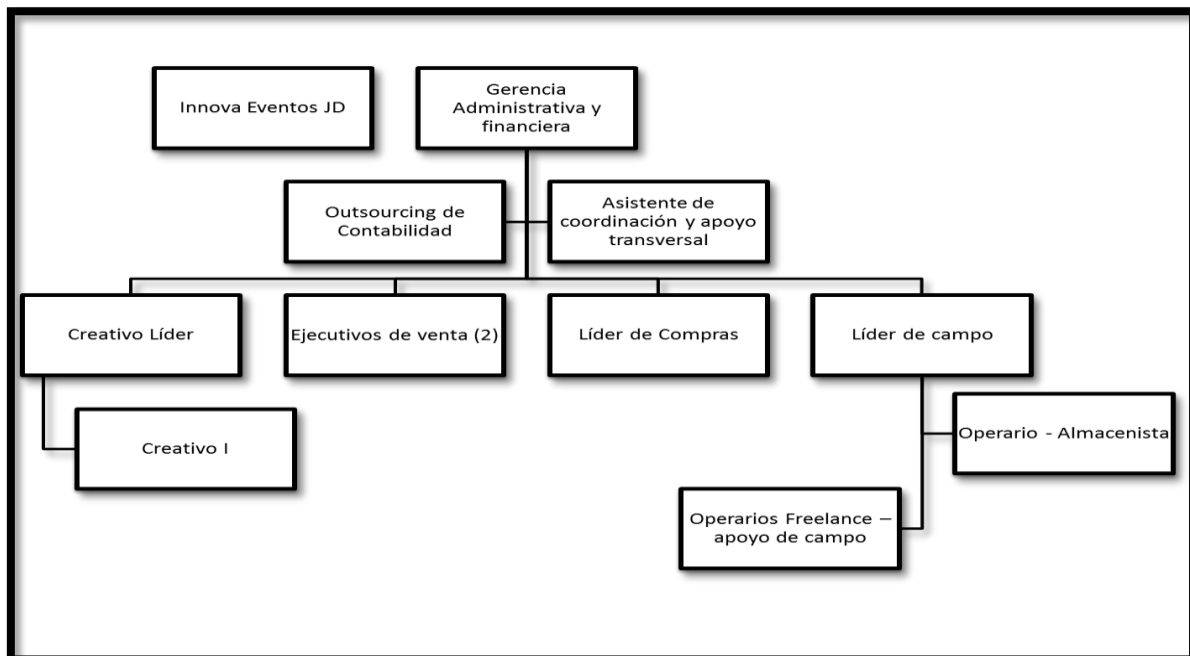 Innova Eventos JD
Gerencia
Administrativa y
financiera
Outsourcing de
Contabilidad
Asistente de
coordinación y apoyo
transversal
Creativo Líder
Ejecutivos de venta (2)
Líder de Compras
Líder de campo
Creativo I
Operario - Almacenista
Operarios Freelance –
apoyo de campo